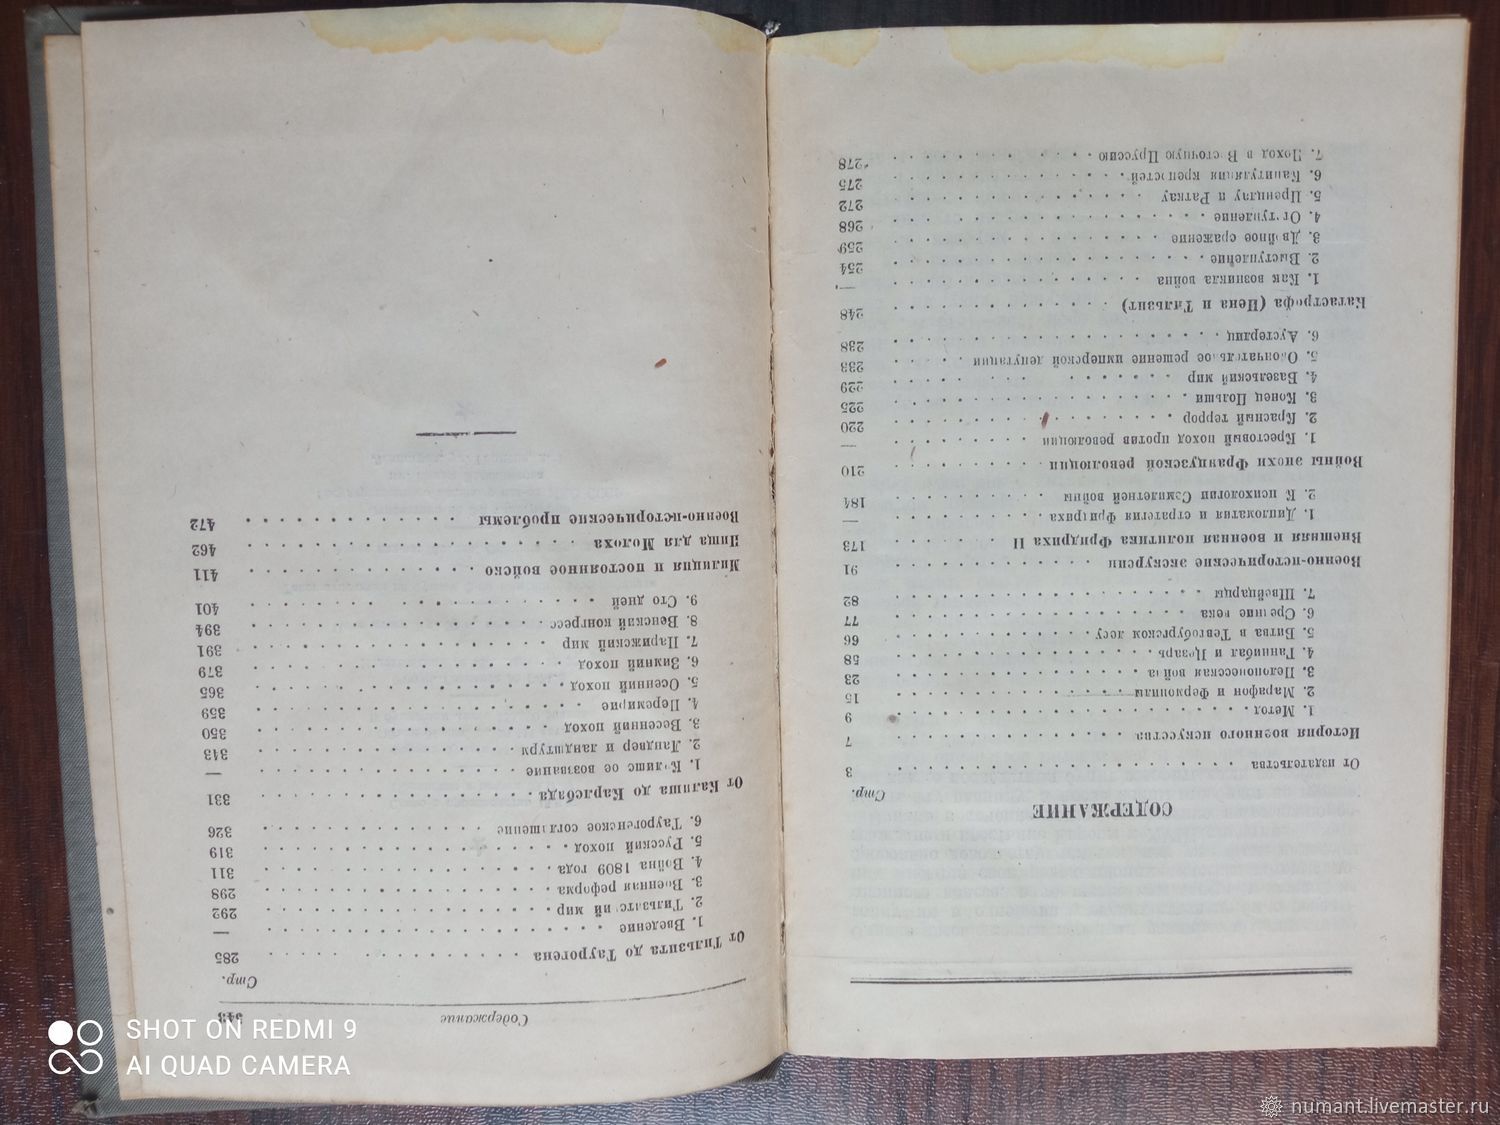 СОДЕРЖАНИЕ
Стр.
От издательства 3
История военного искусства 7
1. Метод 9
2. Марафон и Фермопилы 15
3. Пелопонесская война 23
4. Ганнибал и Цезарь 58
5. Битва в Тевтобургском лесу 66
6. Средние века 77
7. Швейцарцы 82
Военно-исторические экскурсии 91
Внешняя и военная политика Фридриха II 173
1. Дипломатия и стратегия Фридриха —
2. К психологии Семилетней войны 184
Войны эпохи Французской революции 210
1. Крестовый поход против революции —
2. Красный террор 220
3. Конец Польши 225
4. Базельский мир 229
5. Окончательное решение имперской депутации 233
6. Аустерлиц 238
Катастрофа (Иена и Тильзит) 248
1. Как возникла война —
2. Выступление 254
3. Двойное сражение 259
4. Отступление 268
5. Пренцлау и Раткау 272
6. Капитуляция крепостей 275
7. Поход в Восточную Пруссию 278
Содержание 543
Стр.
От Тильзита до Таурогена 285
1. Введение —
2. Тильзитский мир 292
3. Военная реформа 298
4. Война 1809 года 311
5. Русский поход 319
6. Таурогенское соглашение 326
От Калиша до Карлсбада 331
1. Калишское воззвание —
2. Ландвер и ландштурм 343
3. Весенний поход 350
4. Перемирие 359
5. Осенний поход 365
6. Зимний поход 379
7. Парижский мир 391
8. Венский конгресс 394
9. Сто дней 401
Милиция и постоянное войско 411
Пища для Молоха 462
Военно-исторические проблемы 472
SHOT ON REDMI 9
AI QUAD CAMERA
numant.livemaster.ru